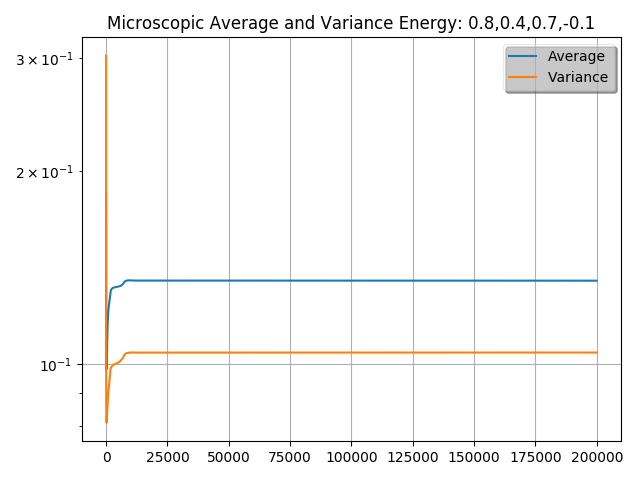 Microscopic Average and Variance Energy: 0.8,0.4,0.7,-0.1
Average
Variance
3 × 10⁻¹
2 × 10⁻¹
10⁻¹
0 25000 50000 75000 100000 125000 150000 175000 200000